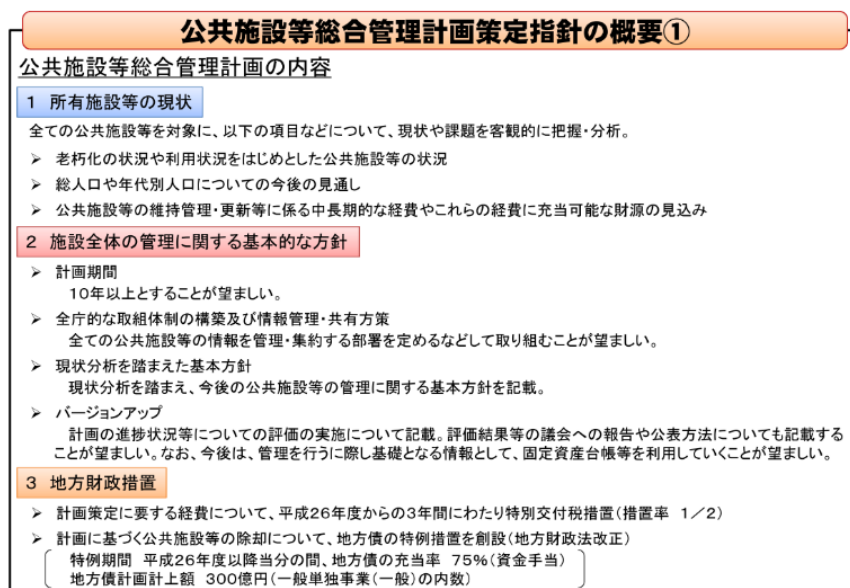 公共施設等総合管理計画策定指針の概要①
公共施設等総合管理計画の内容
1 所有施設等の現状
全ての公共施設等を対象に、以下の項目などについて、現状や課題を客観的に把握・分析。
➢ 老朽化の状況や利用状況をはじめとした公共施設等の状況
➢ 総人口や年代別人口についての今後の見通し
➢ 公共施設等の維持管理・更新等に係る中長期的な経費やこれらの経費に充当可能な財源の見込み
2 施設全体の管理に関する基本的な方針
➢ 計画期間
10年以上とすることが望ましい。
➢ 全庁的な取組体制の構築及び情報管理・共有方策
全ての公共施設等の情報を管理・集約する部署を定めるなどして取り組むことが望ましい。
➢ 現状分析を踏まえた基本方針
現状分析を踏まえ、今後の公共施設等の管理に関する基本方針を記載。
➢ バージョンアップ
計画の進捗状況等についての評価の実施について記載。評価結果等の議会への報告や公表方法についても記載する
ことが望ましい。なお、今後は、管理を行うに際し基礎となる情報として、固定資産台帳等を利用していくことが望ましい。
3 地方財政措置
➢ 計画策定に要する経費について、平成26年度からの3年間にわたり特別交付税措置(措置率 1/2)
➢ 計画に基づく公共施設等の除却について、地方債の特例措置を創設(地方財政法改正)
特例期間 平成26年度以降当分の間、地方債の充当率 75%(資金手当)
地方債計画計上額 300億円(一般単独事業(一般)の内数)